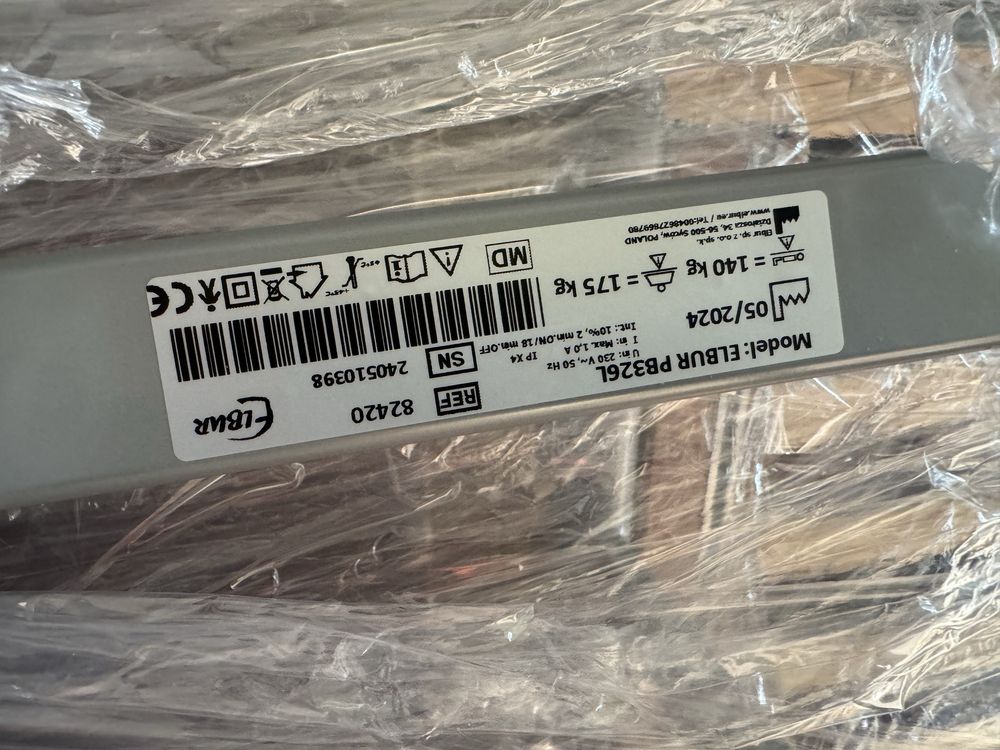 Model: ELBUR PB326L
U in: 230 V~, 50 Hz
I in: Max. 1,0 A IP X4
Int.: 10%, 2 min.ON/18 min.OFF
05/2024
= 140 kg
= 175 kg
Elbur sp. z o.o. sp.k.
Działosza 34, 56-500 Syców, POLAND
www.elbur.eu / Tel:0048627869780
REF 82420
ELBUR
SN 240510398
MD
CE